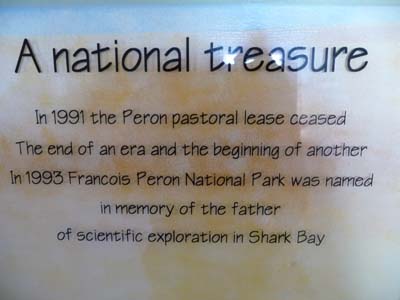 A national treasure
In 1991 the Peron pastoral lease ceased
The end of an era and the beginning of another
In 1993 Francois Peron National Park was named
in memory of the father
of scientific exploration in Shark Bay